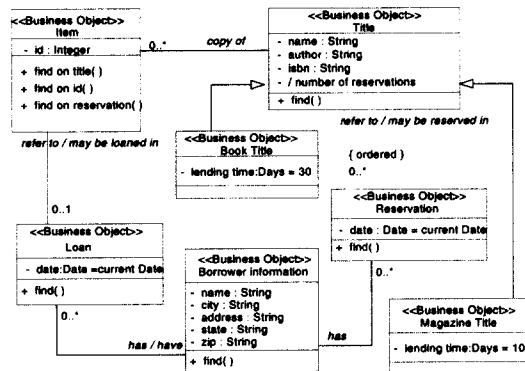 <<Business Object>>
Item
- id : Integer
+ find on title( )
+ find on id( )
+ find on reservation( )
0..*
copy of
<<Business Object>>
Title
- name : String
- author : String
- isbn : String
- / number of reservations
+ find( )
refer to / may be loaned in
refer to / may be reserved in
<<Business Object>>
Book Title
- lending time:Days = 30
{ ordered }
0..*
<<Business Object>>
Reservation
- date : Date = current Date
+ find( )
0..*
0..1
<<Business Object>>
Loan
- date:Date =current Date
+ find( )
0..*
has / have
<<Business Object>>
Borrower information
- name : String
- city : String
- address : String
- state : String
- zip : String
+ find( )
has
<<Business Object>>
Magazine Title
- lending time:Days = 10